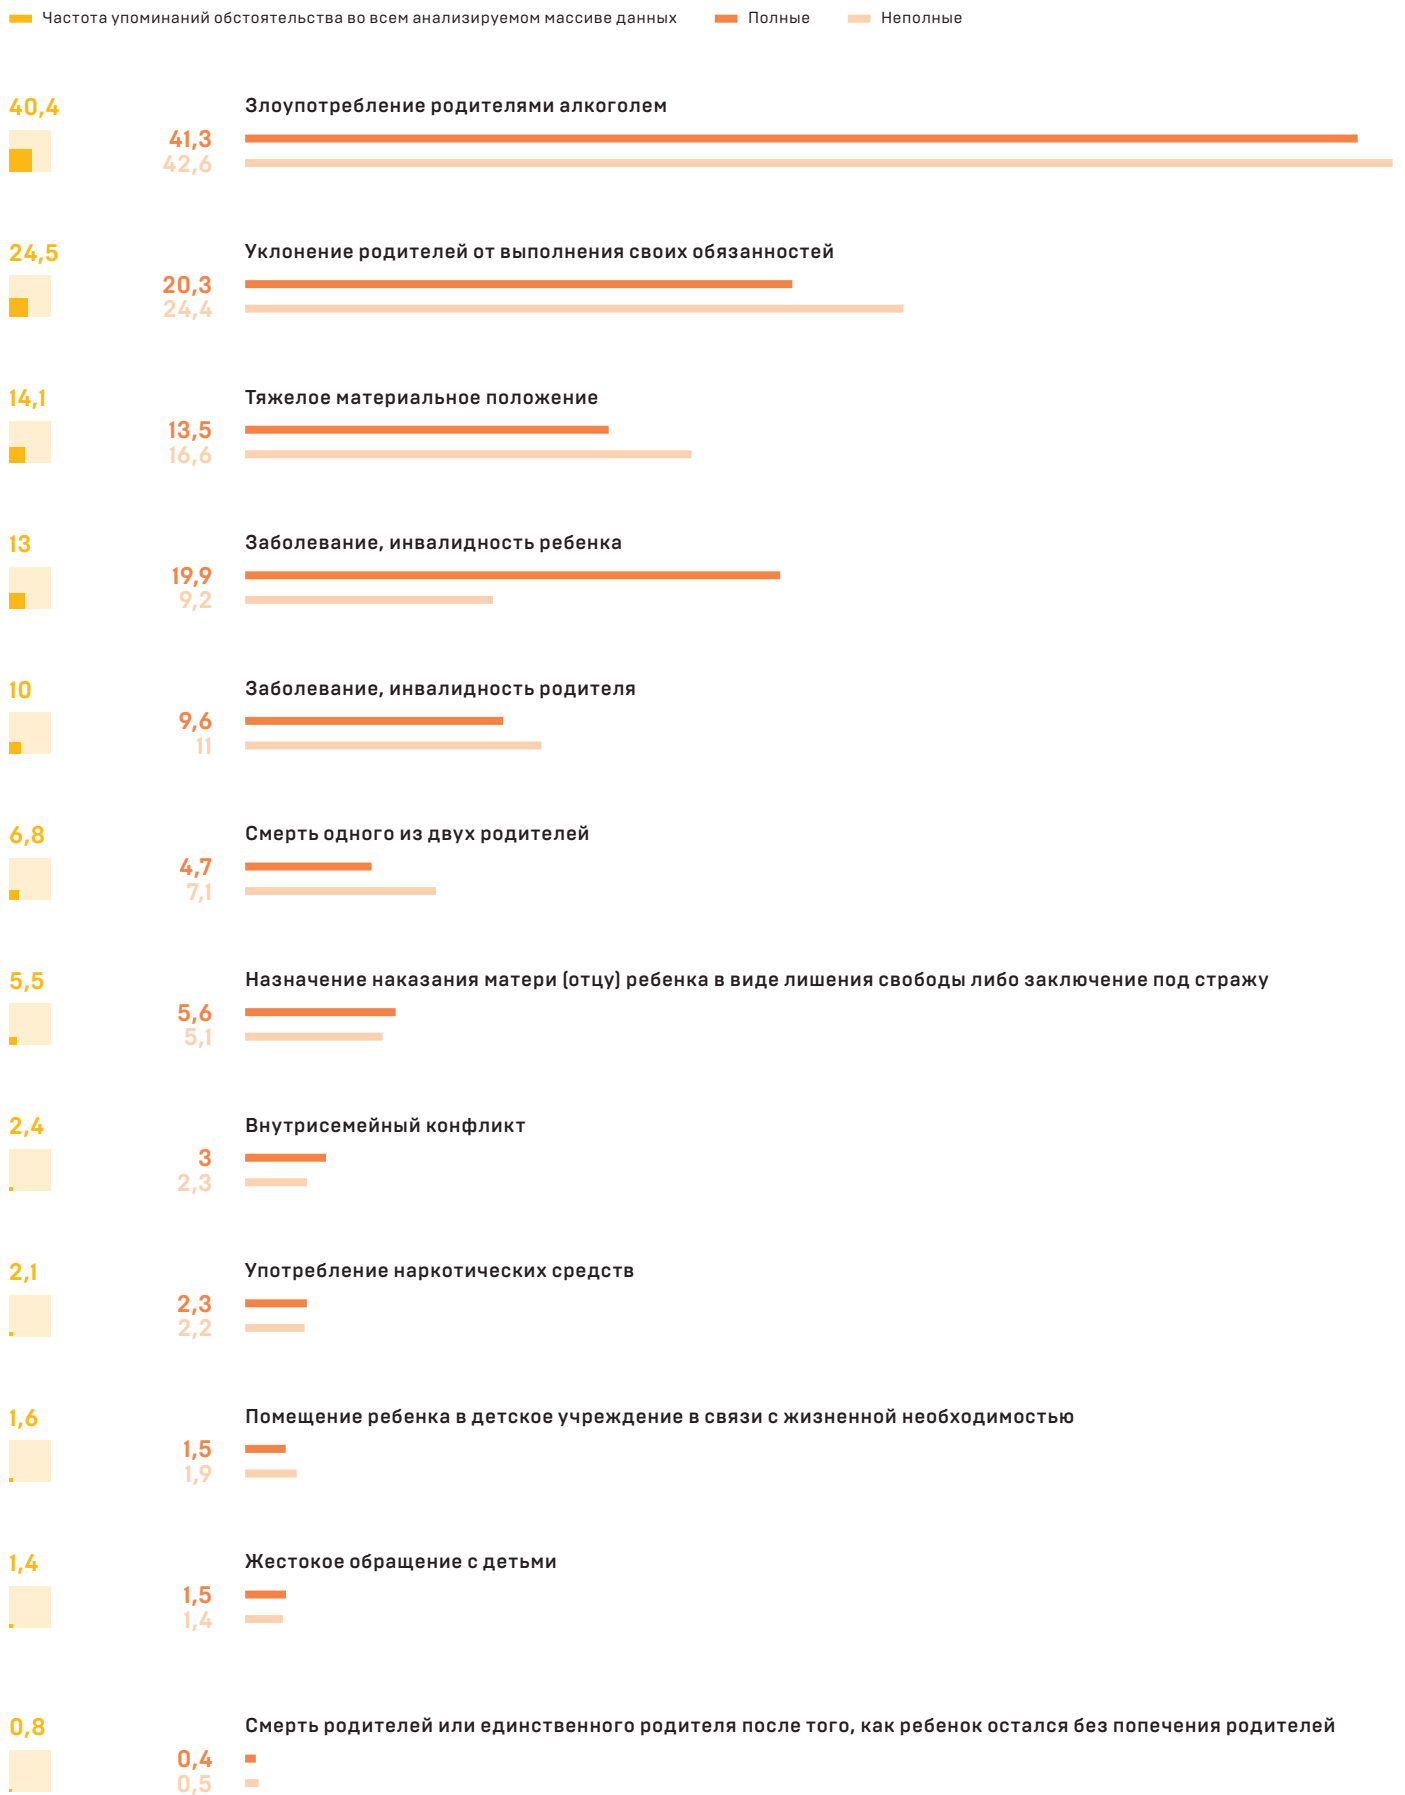 Частота упоминаний обстоятельства во всем анализируемом массиве данных Полные Неполные
40,4 Злоупотребление родителями алкоголем
41,3
42,6
24,5 Уклонение родителей от выполнения своих обязанностей
20,3
24,4
14,1 Тяжелое материальное положение
13,5
16,6
13 Заболевание, инвалидность ребенка
19,9
9,2
10 Заболевание, инвалидность родителя
9,6
11
6,8 Смерть одного из двух родителей
4,7
7,1
5,5 Назначение наказания матери (отцу) ребенка в виде лишения свободы либо заключение под стражу
5,6
5,1
2,4 Внутрисемейный конфликт
3
2,3
2,1 Употребление наркотических средств
2,3
2,2
1,6 Помещение ребенка в детское учреждение в связи с жизненной необходимостью
1,5
1,9
1,4 Жестокое обращение с детьми
1,5
1,4
0,8 Смерть родителей или единственного родителя после того, как ребенок остался без попечения родителей
0,4
0,5